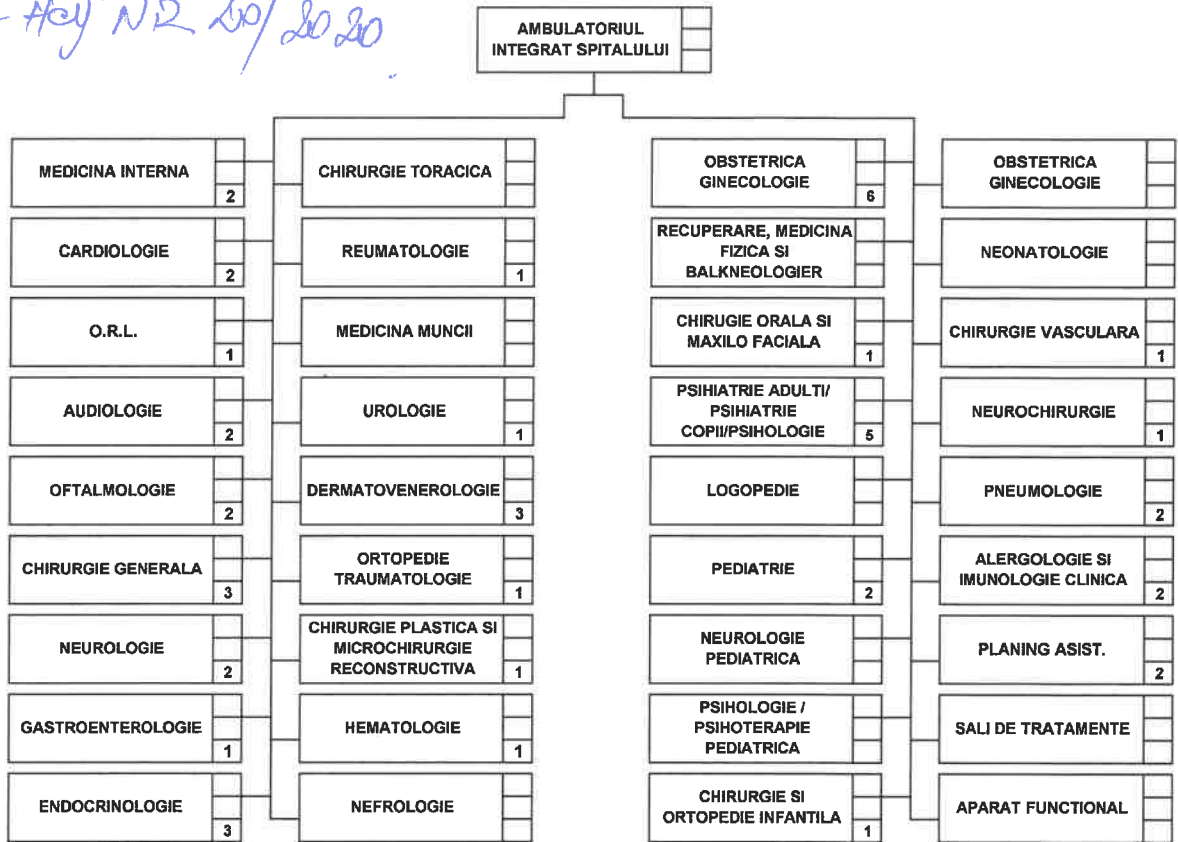 NR 20/2020
AMBULATORIUL
INTEGRAT SPITALULUI
MEDICINA INTERNA
2
CHIRURGIE TORACICA
OBSTETRICA
GINECOLOGIE
6
OBSTETRICA
GINECOLOGIE
CARDIOLOGIE
2
REUMATOLOGIE
1
RECUPERARE, MEDICINA
FIZICA SI
BALKNEOLOGIER
NEONATOLOGIE
O.R.L.
1
MEDICINA MUNCII
CHIRUGIE ORALA SI
MAXILO FACIALA
1
CHIRURGIE VASCULARA
1
AUDIOLOGIE
2
UROLOGIE
1
PSIHIATRIE ADULTI/
PSIHIATRIE
COPII/PSIHOLOGIE
5
NEUROCHIRURGIE
1
OFTALMOLOGIE
2
DERMATOVENEROLOGIE
3
LOGOPEDIE
PNEUMOLOGIE
2
CHIRURGIE GENERALA
3
ORTOPEDIE
TRAUMATOLOGIE
1
PEDIATRIE
2
ALERGOLOGIE SI
IMUNOLOGIE CLINICA
2
NEUROLOGIE
2
CHIRURGIE PLASTICA SI
MICROCHIRURGIE
RECONSTRUCTIVA
1
NEUROLOGIE
PEDIATRICA
PLANING ASIST.
2
GASTROENTEROLOGIE
1
HEMATOLOGIE
1
PSIHOLOGIE /
PSIHOTERAPIE
PEDIATRICA
SALI DE TRATAMENTE
ENDOCRINOLOGIE
3
NEFROLOGIE
CHIRURGIE SI
ORTOPEDIE INFANTILA
1
APARAT FUNCTIONAL